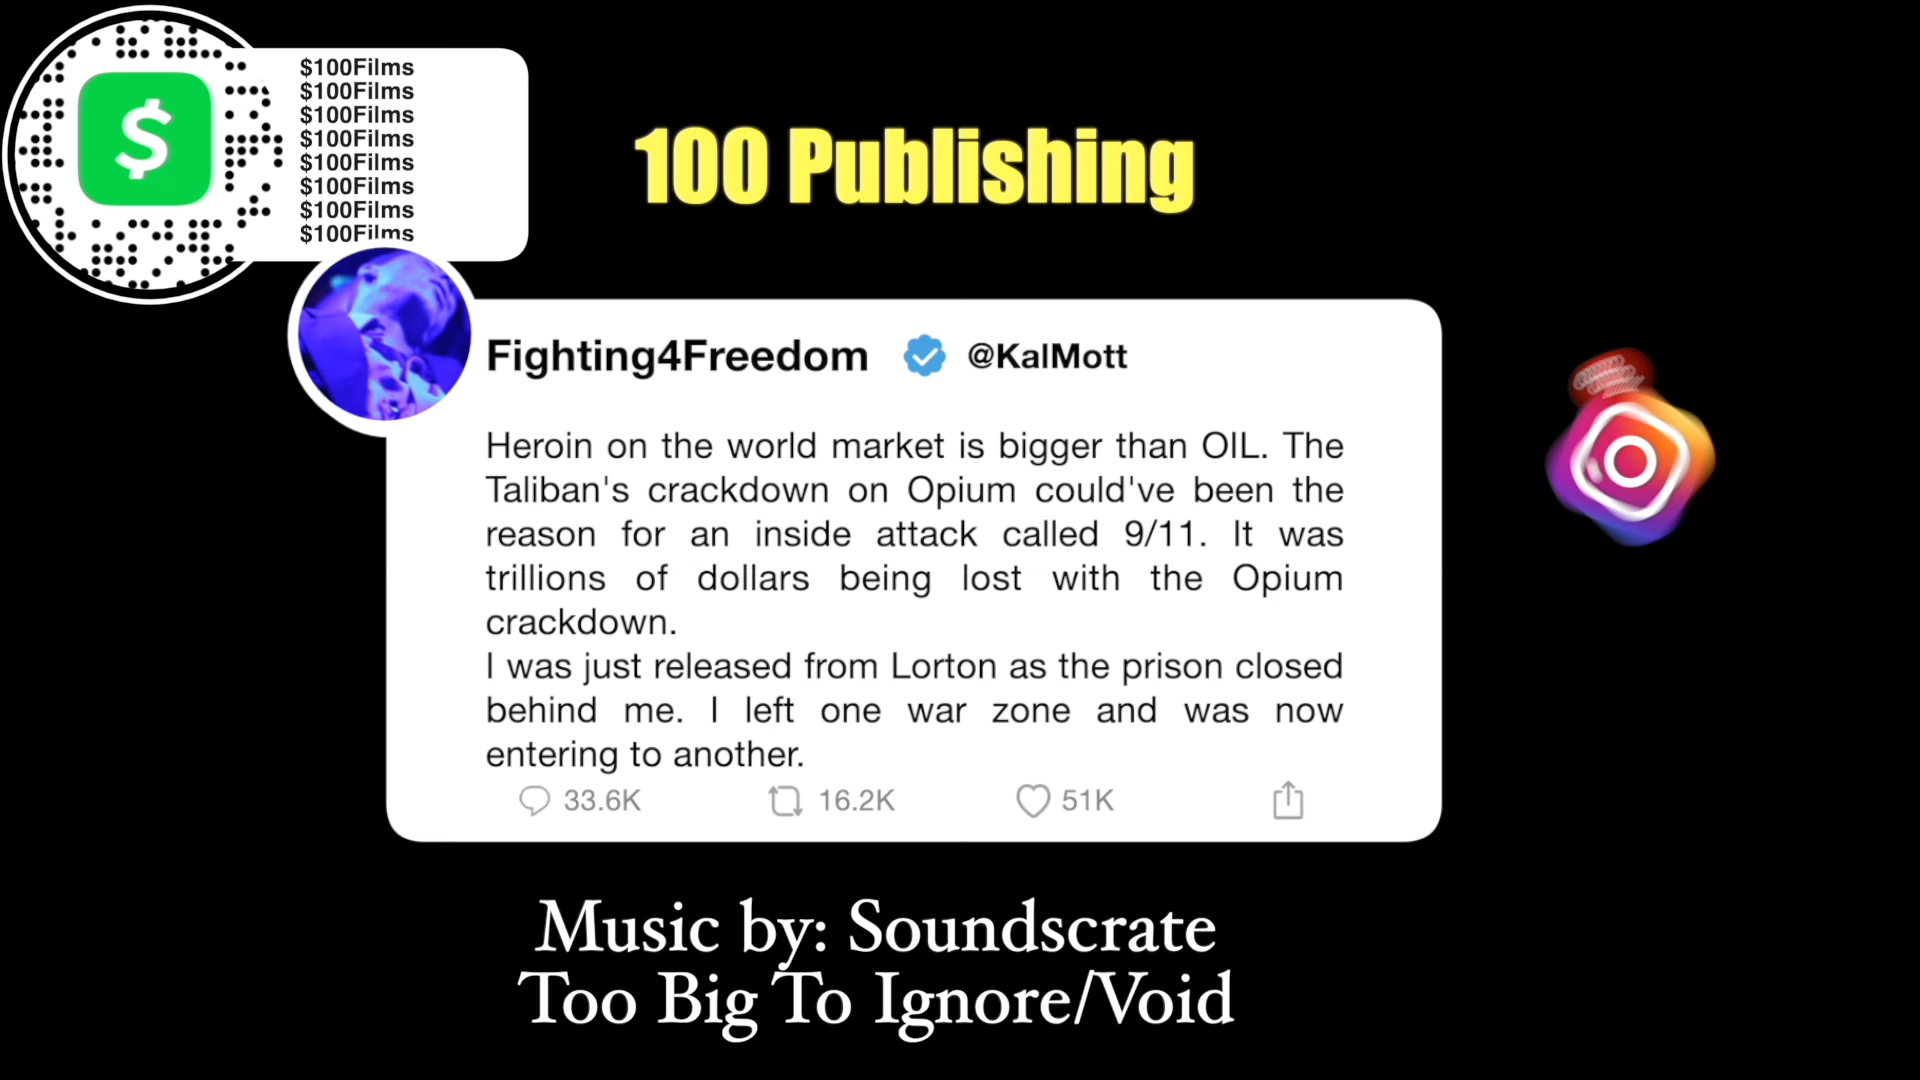 $100Films
$100Films
$100Films
$100Films
$100Films
$100Films
$100Films
$100Films
100 Publishing
Fighting4Freedom @KalMott
Heroin on the world market is bigger than OIL. The
Taliban's crackdown on Opium could've been the
reason for an inside attack called 9/11. It was
trillions of dollars being lost with the Opium
crackdown.
I was just released from Lorton as the prison closed
behind me. I left one war zone and was now
entering to another.
33.6K 16.2K 51K
Music by: Soundscrate
Too Big To Ignore/Void